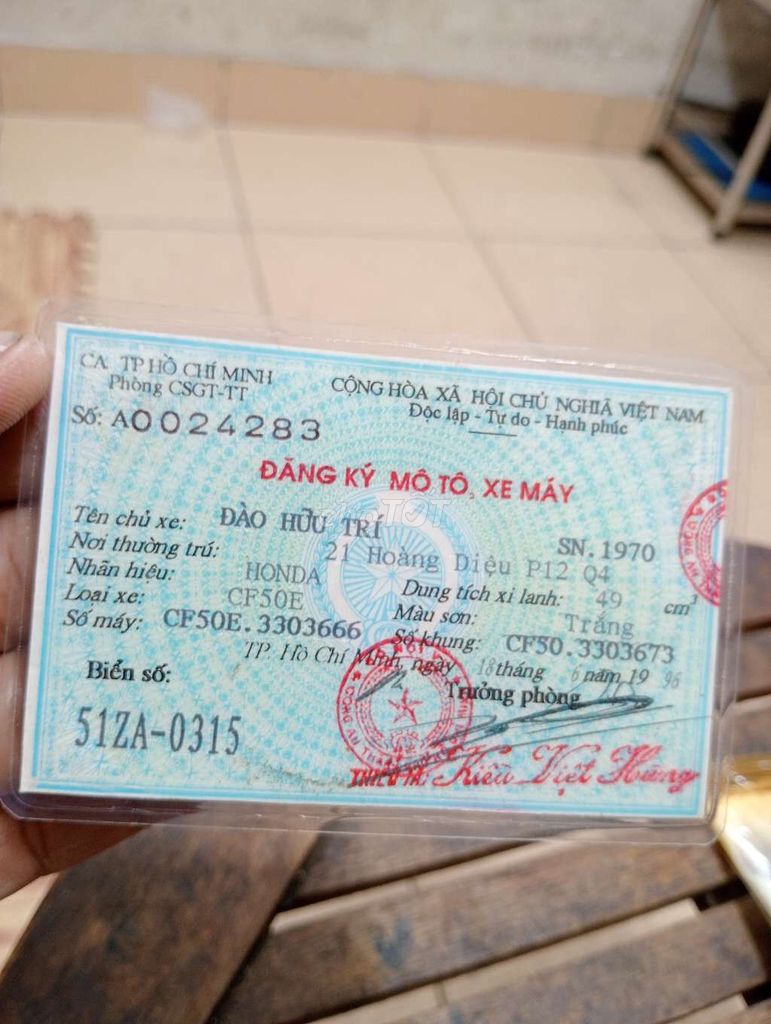 CA. TP HỒ CHÍ MINH
Phòng CSGT-TT
CỘNG HÒA XÃ HỘI CHỦ NGHĨA VIỆT NAM
Độc lập - Tự do - Hạnh phúc
Số: A0024283
ĐĂNG KÝ MÔ TÔ, XE MÁY
Tên chủ xe: ĐÀO HỮU TRÍ SN.1970
Nơi thường trú: 21 Hoàng Diệu P12 Q4
Nhãn hiệu: HONDA Dung tích xi lanh: 49 cm³
Loại xe: CF50E Màu sơn: Trắng
Số máy: CF50E.3303666 Số khung: CF50.3303673
TP. Hồ Chí Minh, ngày 18 tháng 6 năm 19 96
Biển số: Trưởng phòng
51ZA-0315
Kiều Việt Hùng